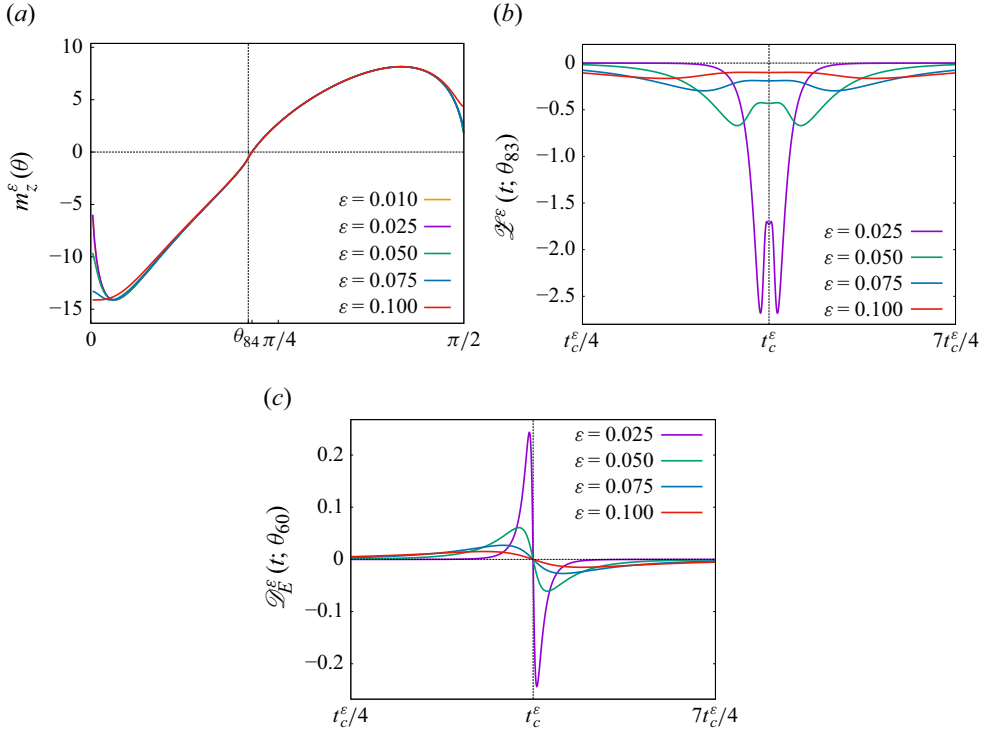 (a)
10
5
0
−5
−10
−15
m_z^ε(θ)
ε = 0.010
ε = 0.025
ε = 0.050
ε = 0.075
ε = 0.100
0
θ_84
π/4
π/2
(b)
0
−0.5
−1.0
−1.5
−2.0
−2.5
ℒ^ε (t; θ_83)
ε = 0.025
ε = 0.050
ε = 0.075
ε = 0.100
t_c^ε/4
t_c^ε
7t_c^ε/4
(c)
0.2
0.1
0
−0.1
−0.2
𝒟_E^ε (t; θ_60)
ε = 0.025
ε = 0.050
ε = 0.075
ε = 0.100
t_c^ε/4
t_c^ε
7t_c^ε/4